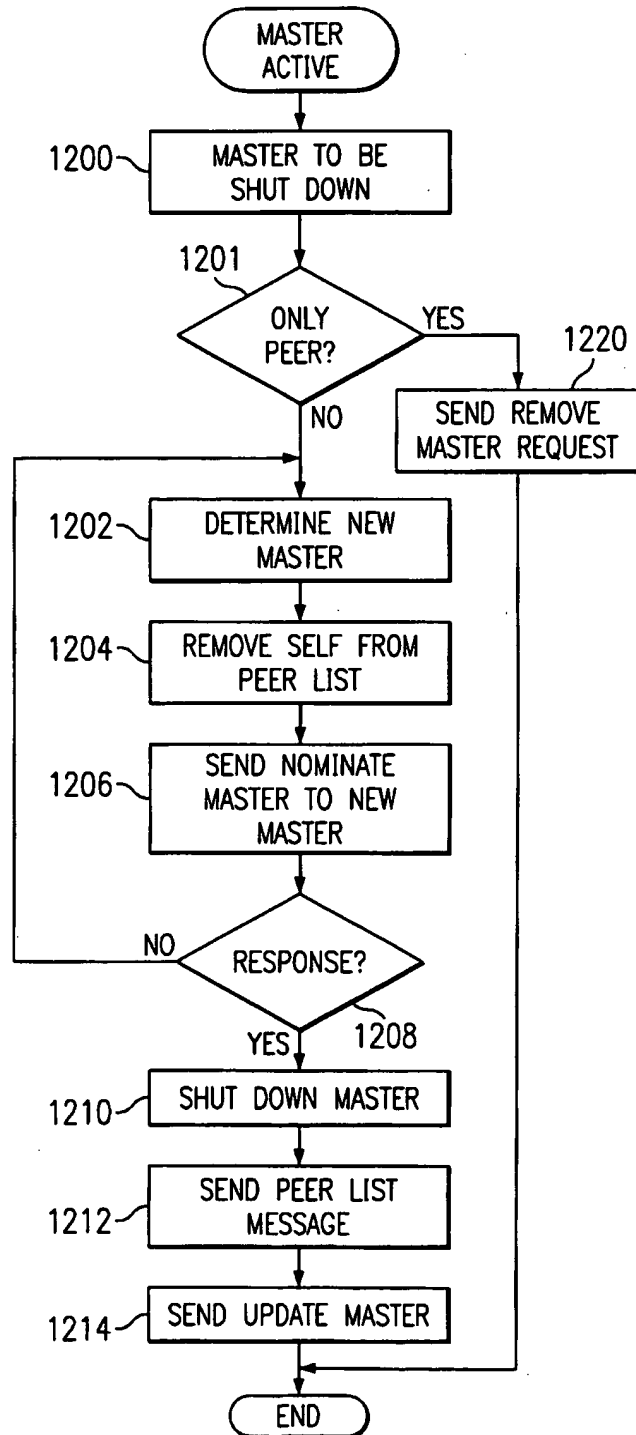 MASTER
ACTIVE
1200
MASTER TO BE
SHUT DOWN
1201
ONLY
PEER?
YES
NO
1220
SEND REMOVE
MASTER REQUEST
1202
DETERMINE NEW
MASTER
1204
REMOVE SELF FROM
PEER LIST
1206
SEND NOMINATE
MASTER TO NEW
MASTER
NO
RESPONSE?
1208
YES
1210
SHUT DOWN MASTER
1212
SEND PEER LIST
MESSAGE
1214
SEND UPDATE MASTER
END